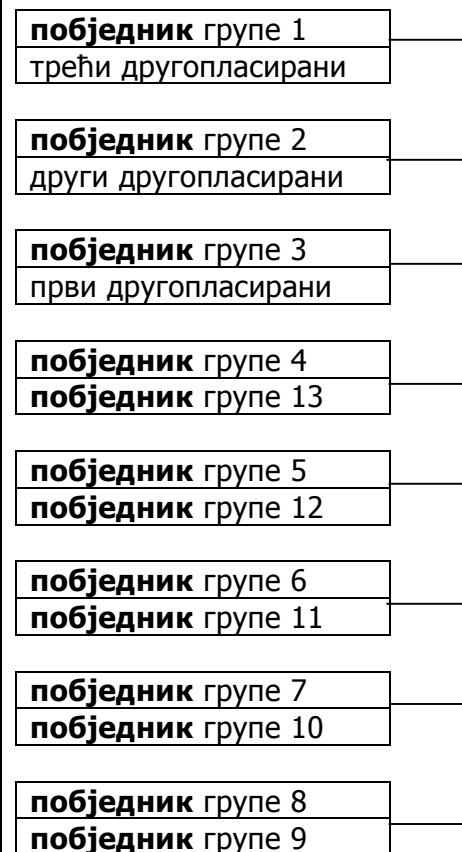 побједник групе 1
трећи другопласирани
побједник групе 2
други другопласирани
побједник групе 3
први другопласирани
побједник групе 4
побједник групе 13
побједник групе 5
побједник групе 12
побједник групе 6
побједник групе 11
побједник групе 7
побједник групе 10
побједник групе 8
побједник групе 9